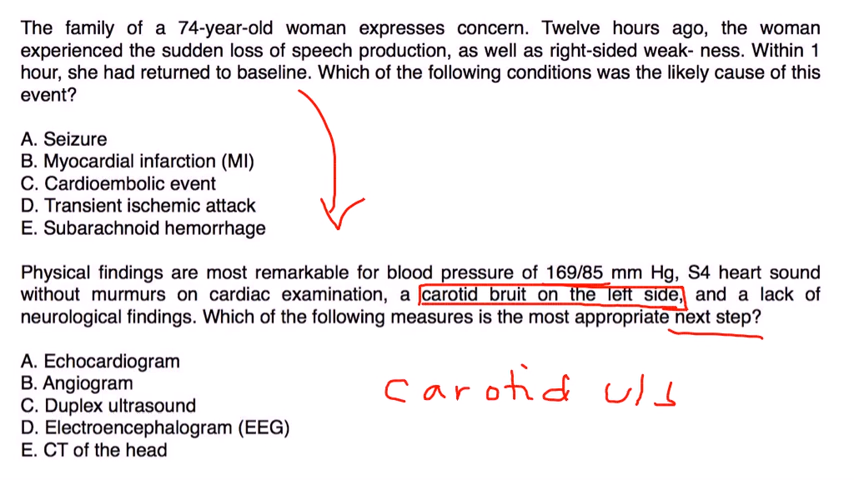 The family of a 74-year-old woman expresses concern. Twelve hours ago, the woman
experienced the sudden loss of speech production, as well as right-sided weak- ness. Within 1
hour, she had returned to baseline. Which of the following conditions was the likely cause of this
event?
A. Seizure
B. Myocardial infarction (MI)
C. Cardioembolic event
D. Transient ischemic attack
E. Subarachnoid hemorrhage
Physical findings are most remarkable for blood pressure of 169/85 mm Hg, S4 heart sound
without murmurs on cardiac examination, a carotid bruit on the left side, and a lack of
neurological findings. Which of the following measures is the most appropriate next step?
A. Echocardiogram
B. Angiogram
C. Duplex ultrasound
D. Electroencephalogram (EEG)
E. CT of the head
carotid u/s